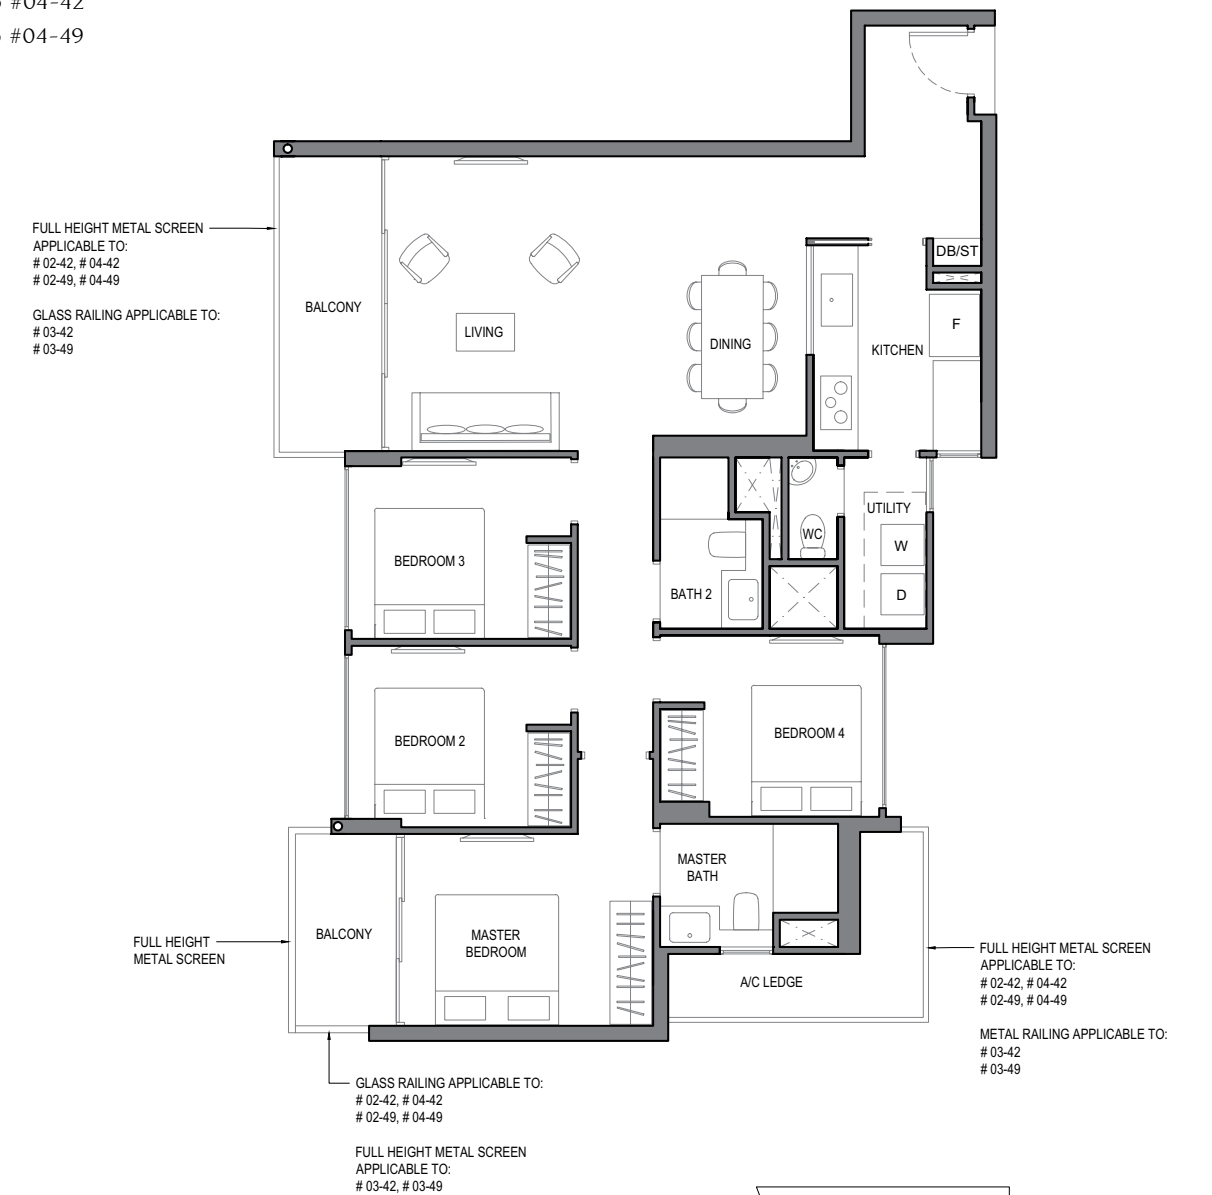 #04-42
#04-49
FULL HEIGHT METAL SCREEN
APPLICABLE TO:
# 02-42, # 04-42
# 02-49, # 04-49
GLASS RAILING APPLICABLE TO:
# 03-42
# 03-49
BALCONY
LIVING
DINING
KITCHEN
DB/ST
F
UTILITY
WC
W
D
BATH 2
BEDROOM 3
BEDROOM 2
BEDROOM 4
MASTER
BATH
BALCONY
MASTER
BEDROOM
A/C LEDGE
FULL HEIGHT
METAL SCREEN
FULL HEIGHT METAL SCREEN
APPLICABLE TO:
# 02-42, # 04-42
# 02-49, # 04-49
METAL RAILING APPLICABLE TO:
# 03-42
# 03-49
GLASS RAILING APPLICABLE TO:
# 02-42, # 04-42
# 02-49, # 04-49
FULL HEIGHT METAL SCREEN
APPLICABLE TO:
# 03-42, # 03-49